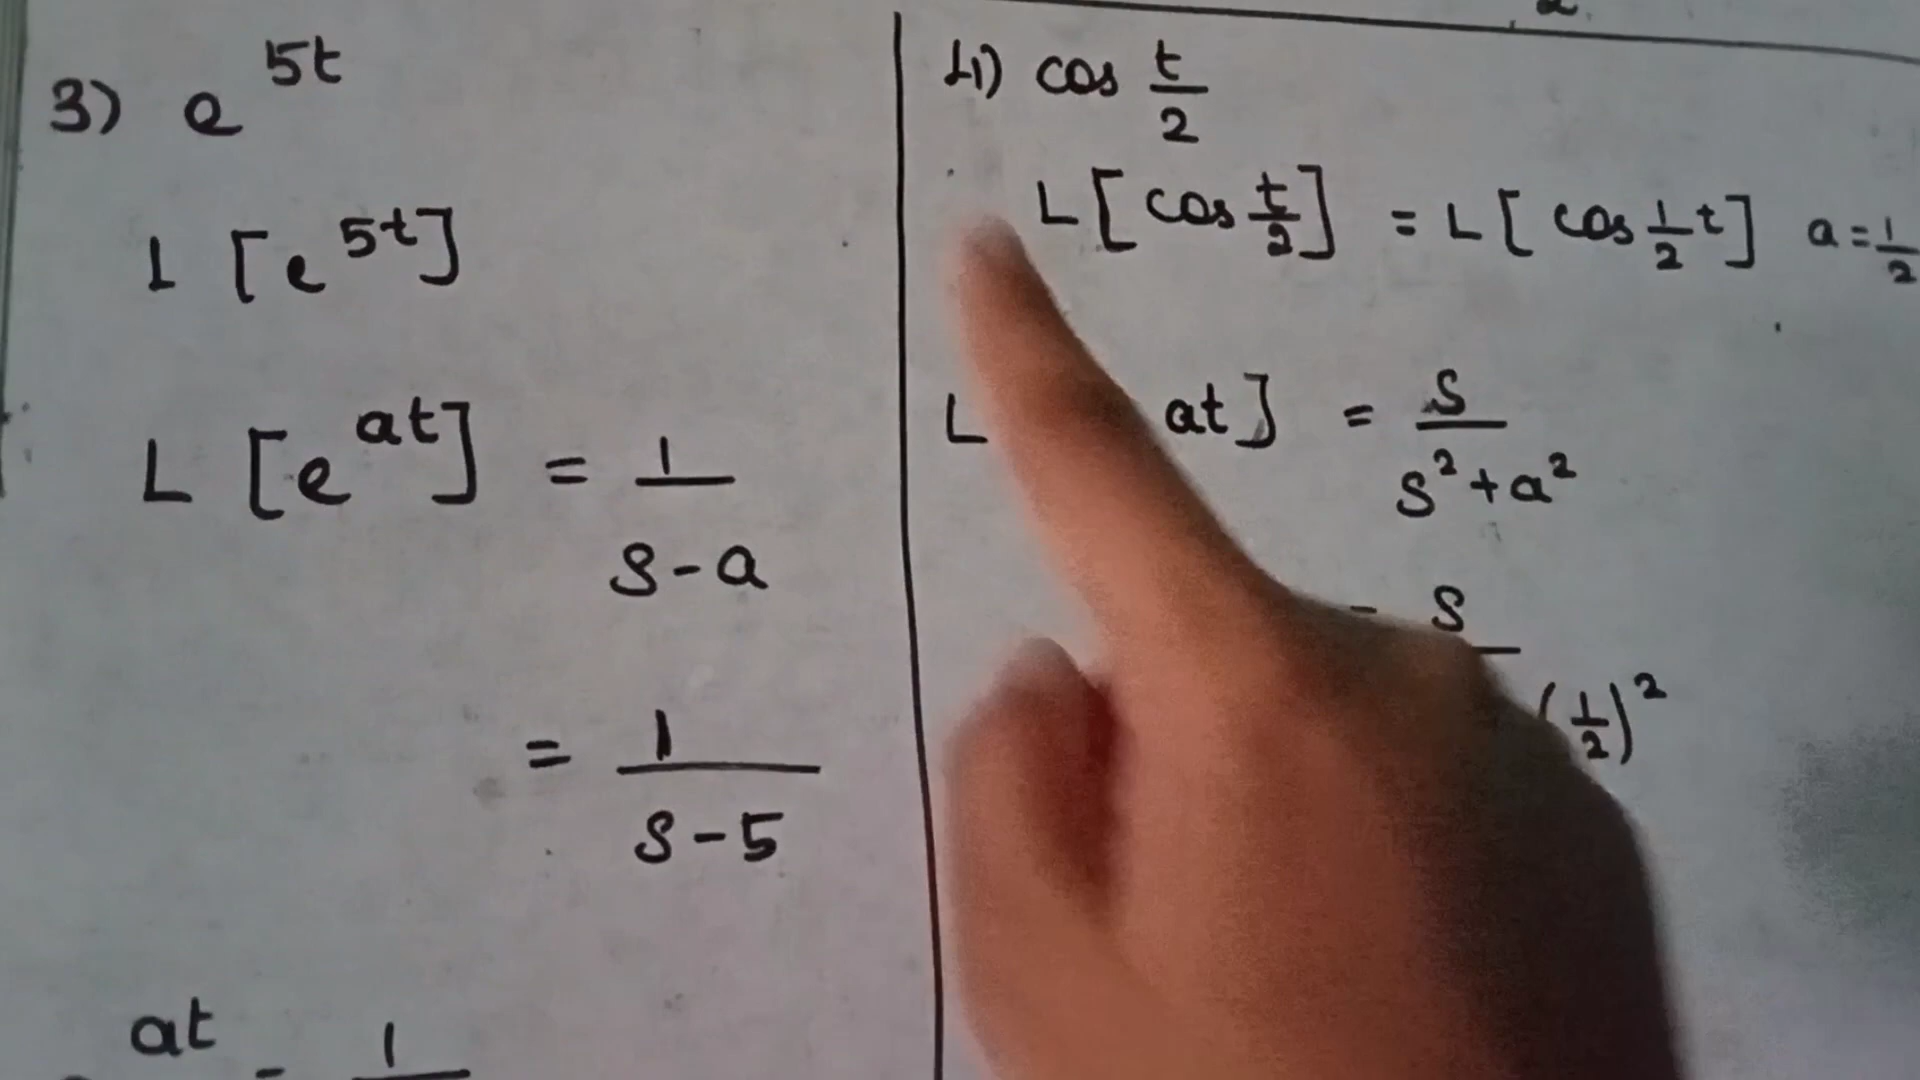 3) e^5t
L [e^5t]
L [e^at] = 1/(s-a)
= 1/(s-5)
at = 1
4) cos t/2
L[cos t/2] = L[cos 1/2 t] a = 1/2
L at] = s/(s²+a²)
= s
(1/2)²